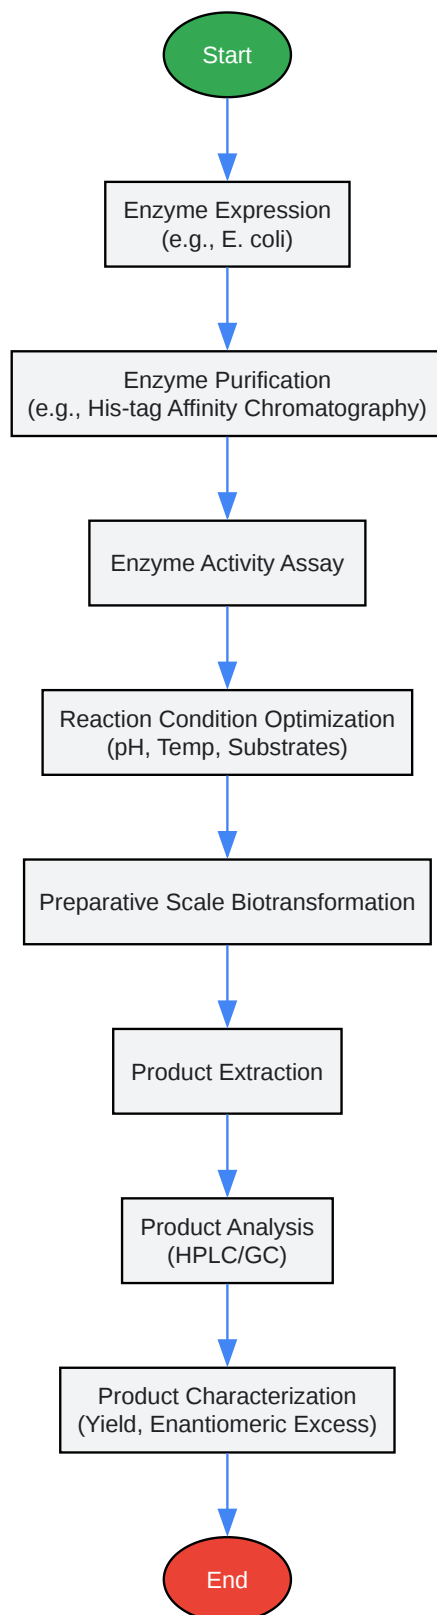 Start
Enzyme Expression
(e.g., E. coli)
Enzyme Purification
(e.g., His-tag Affinity Chromatography)
Enzyme Activity Assay
Reaction Condition Optimization
(pH, Temp, Substrates)
Preparative Scale Biotransformation
Product Extraction
Product Analysis
(HPLC/GC)
Product Characterization
(Yield, Enantiomeric Excess)
End